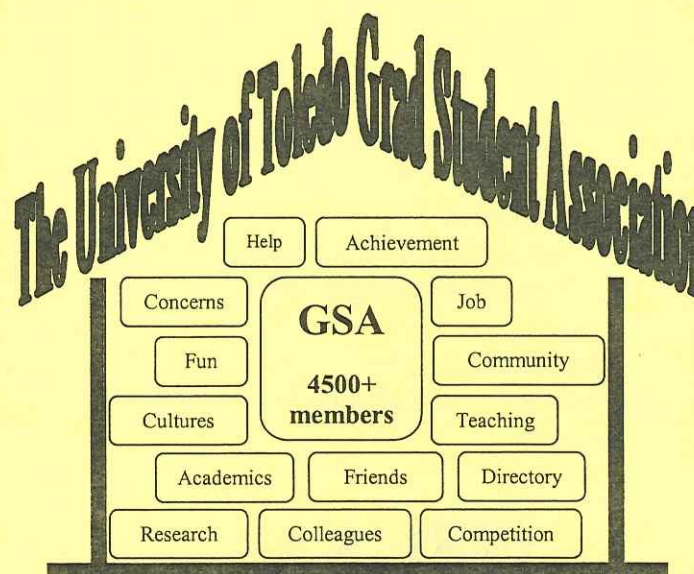 The University of Toledo Grad Student Association
Help Achievement
Concerns GSA Job
Fun 4500+ Community
members
Cultures Teaching
Academics Friends Directory
Research Colleagues Competition